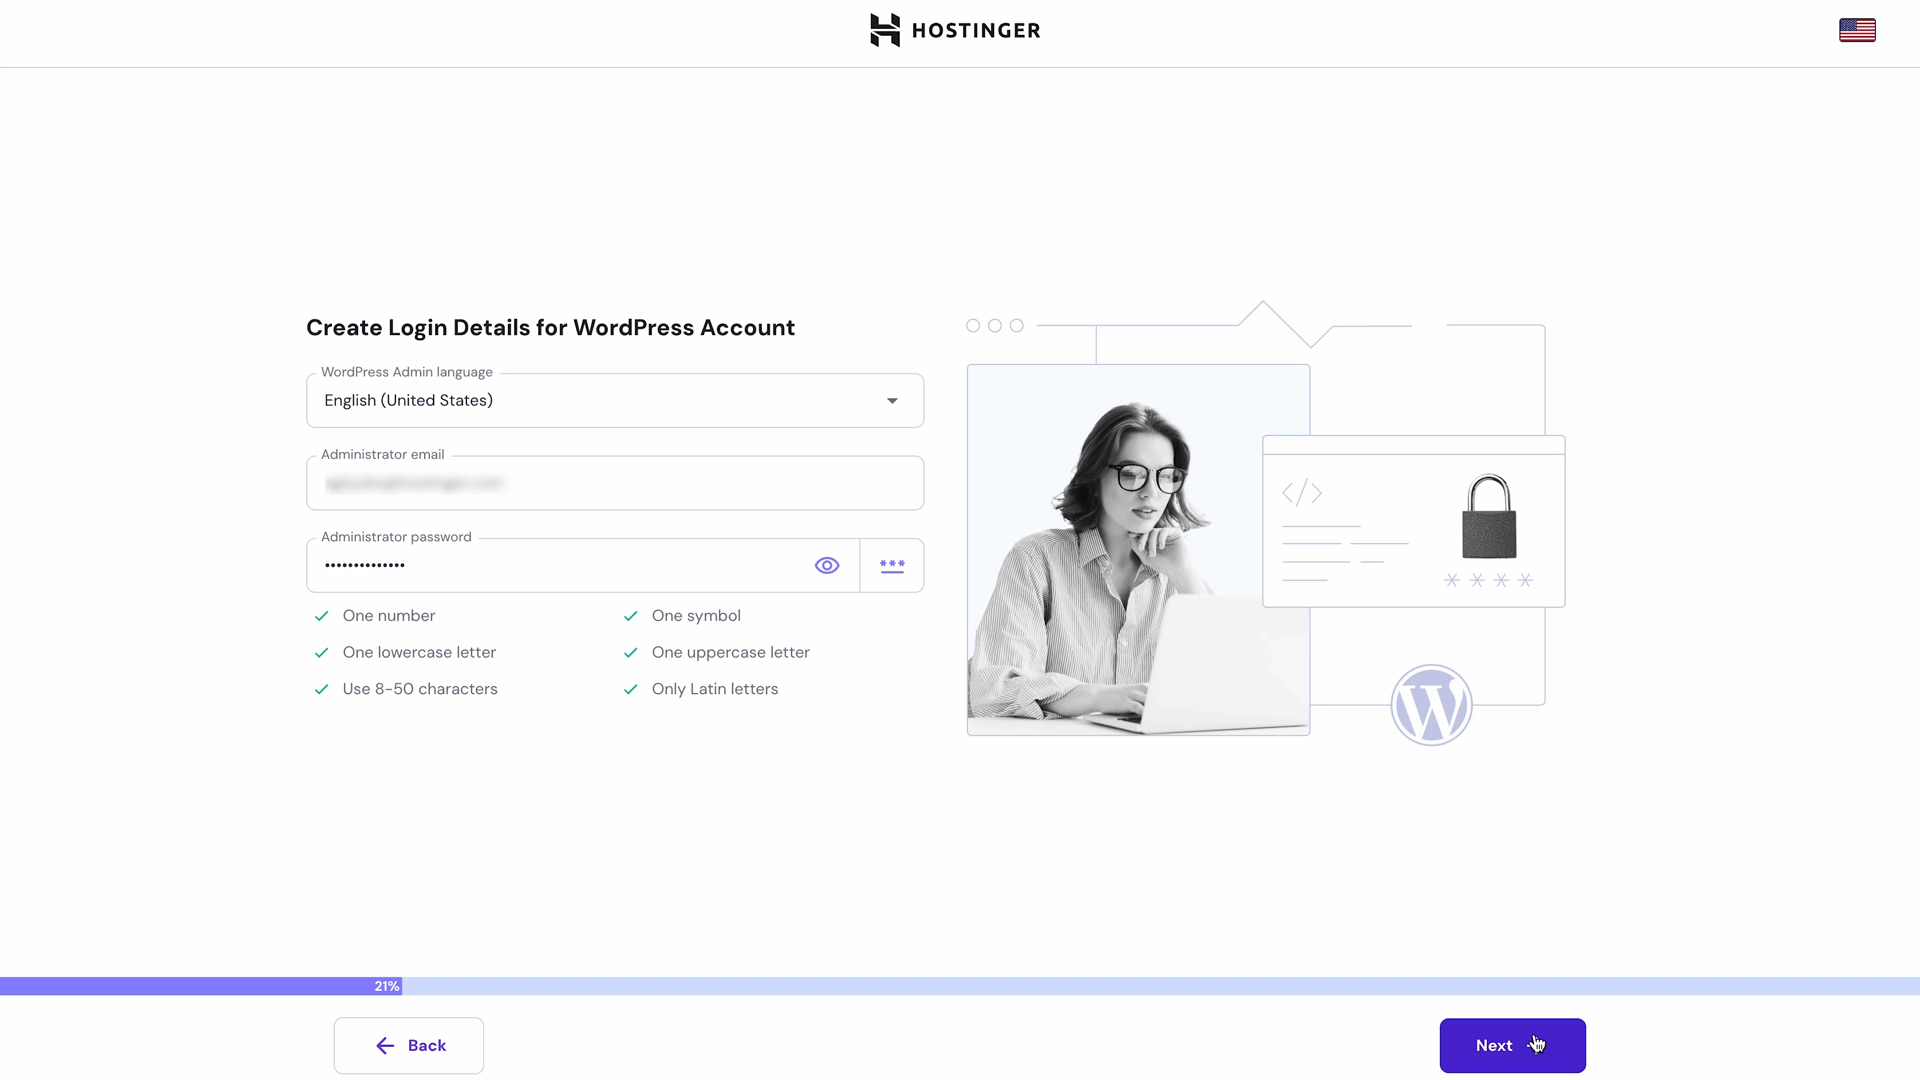 HOSTINGER
Create Login Details for WordPress Account
WordPress Admin language
English (United States)
Administrator email
Administrator password
••••••••••••••
One number
One symbol
One lowercase letter
One uppercase letter
Use 8-50 characters
Only Latin letters
21%
Back
Next